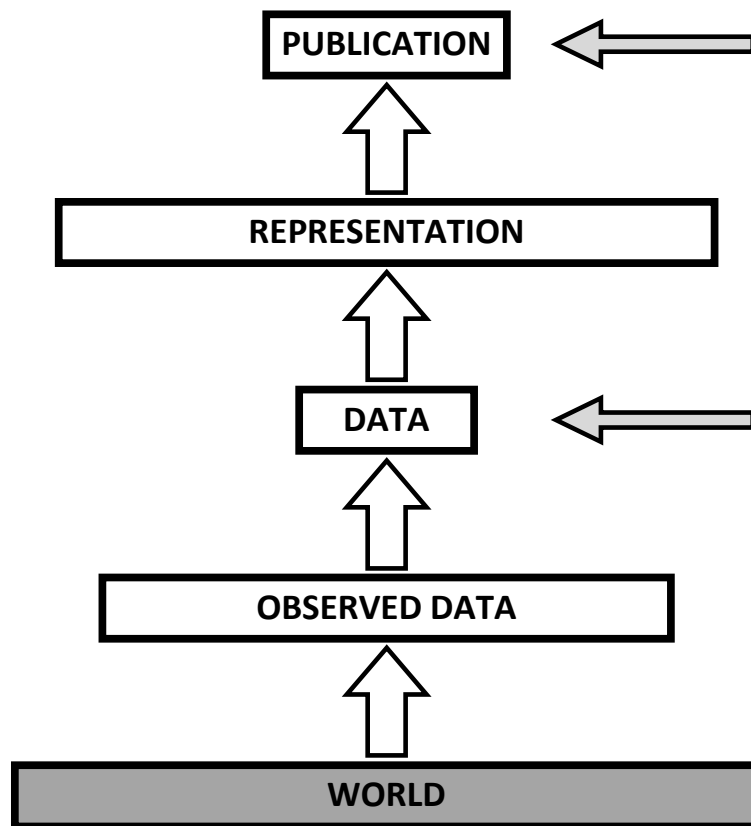 PUBLICATION
REPRESENTATION
DATA
OBSERVED DATA
WORLD